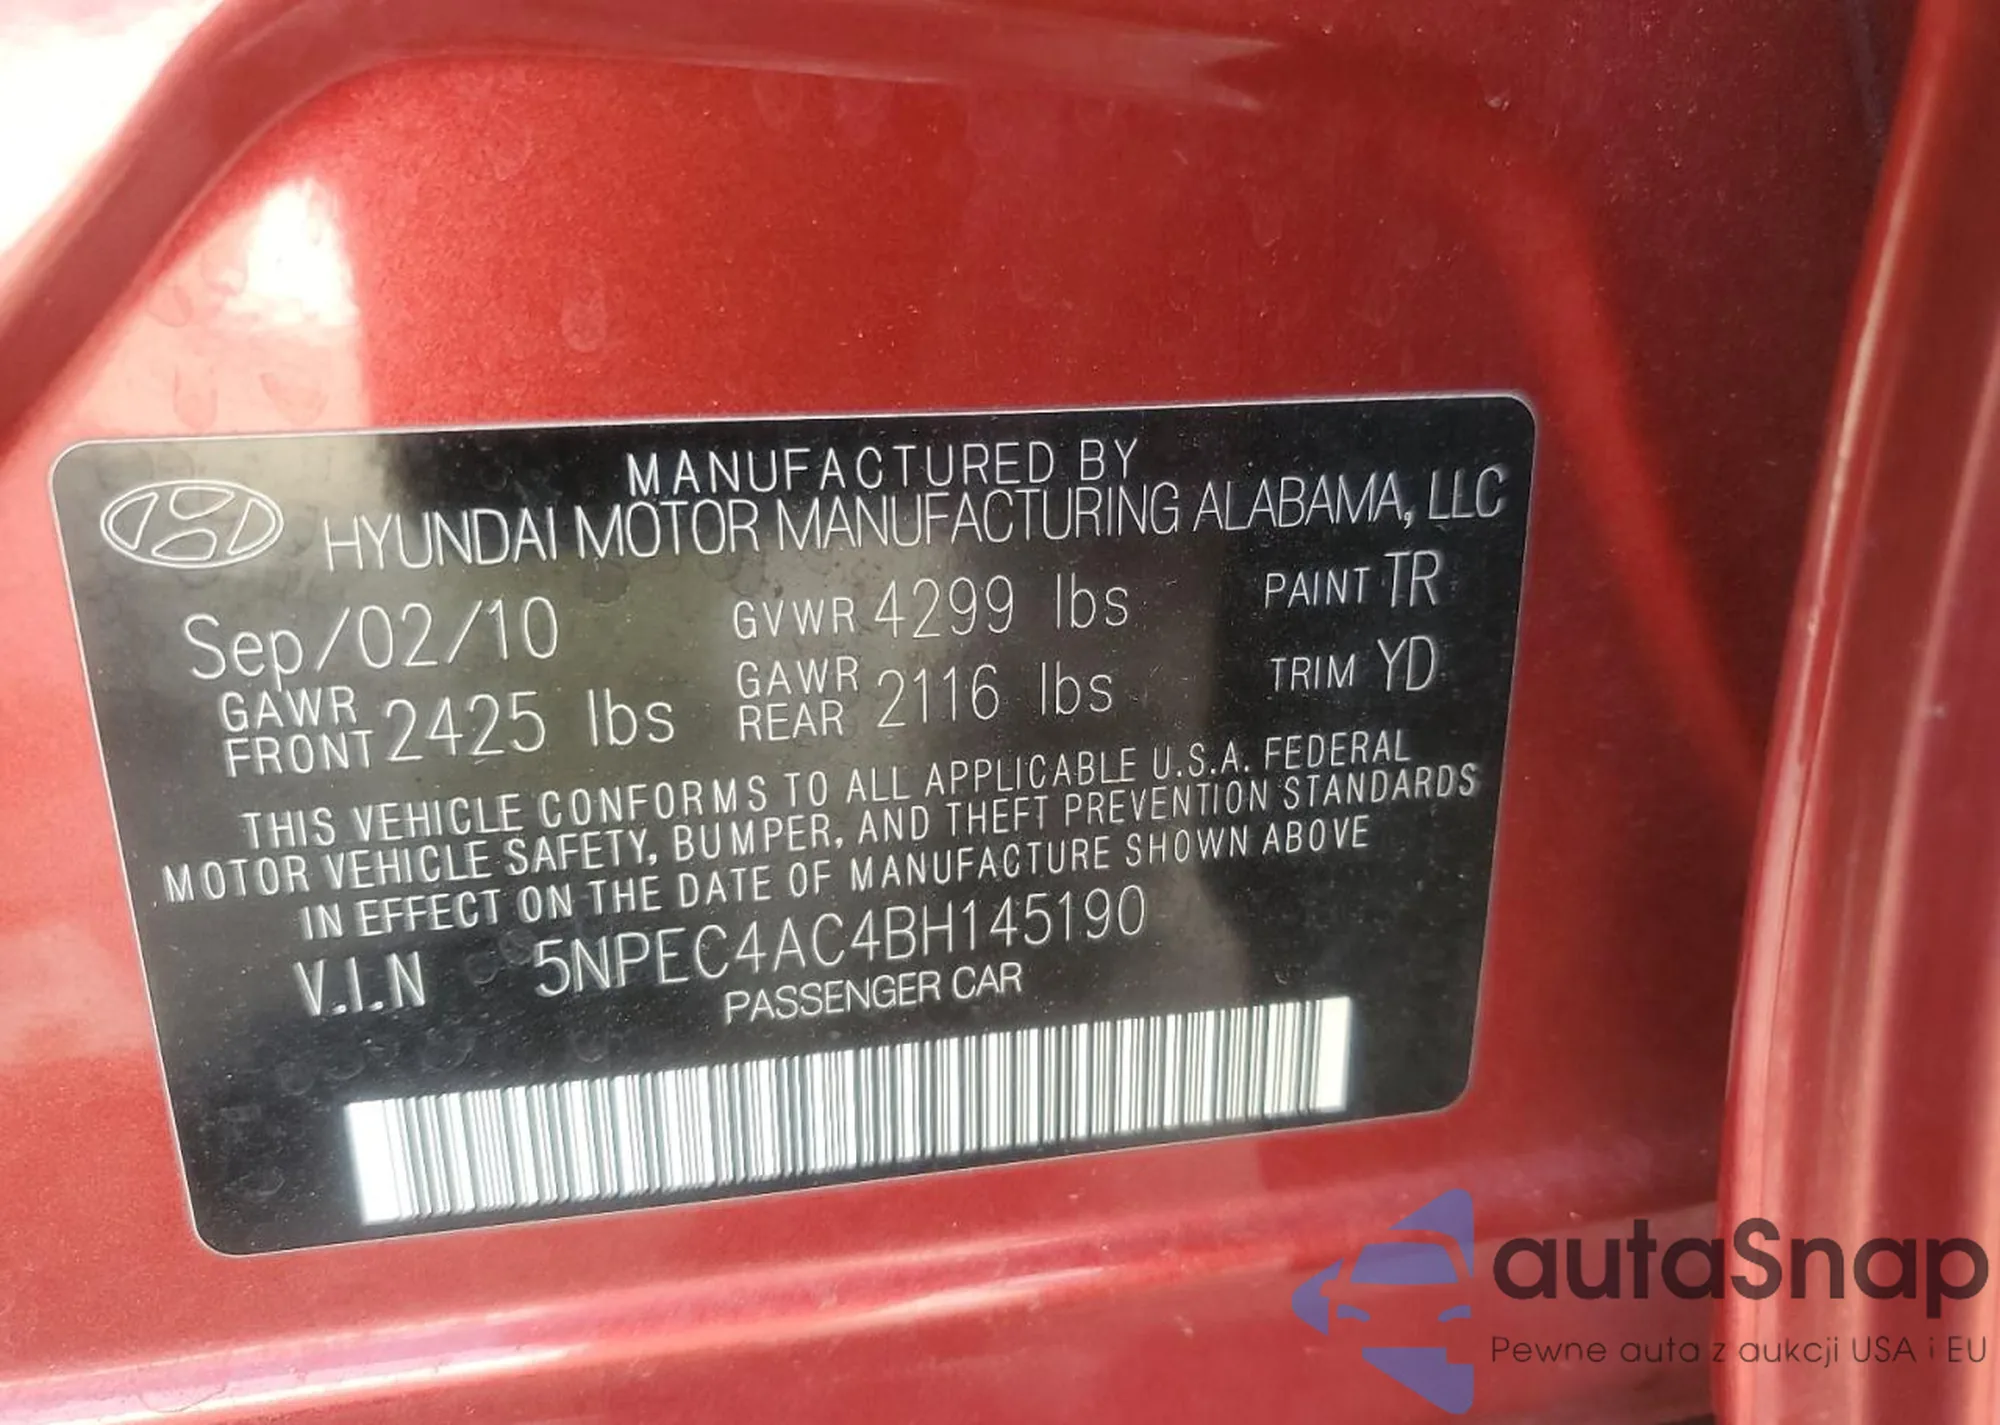 MANUFACTURED BY
HYUNDAI MOTOR MANUFACTURING ALABAMA, LLC
Sep/02/10 GVWR 4299 lbs PAINT TR
GAWR FRONT 2425 lbs GAWR REAR 2116 lbs TRIM YD
THIS VEHICLE CONFORMS TO ALL APPLICABLE U.S.A. FEDERAL
MOTOR VEHICLE SAFETY, BUMPER, AND THEFT PREVENTION STANDARDS
IN EFFECT ON THE DATE OF MANUFACTURE SHOWN ABOVE
V.I.N 5NPEC4AC4BH145190
PASSENGER CAR
autaSnap
Pewne auta z aukcji USA i EU